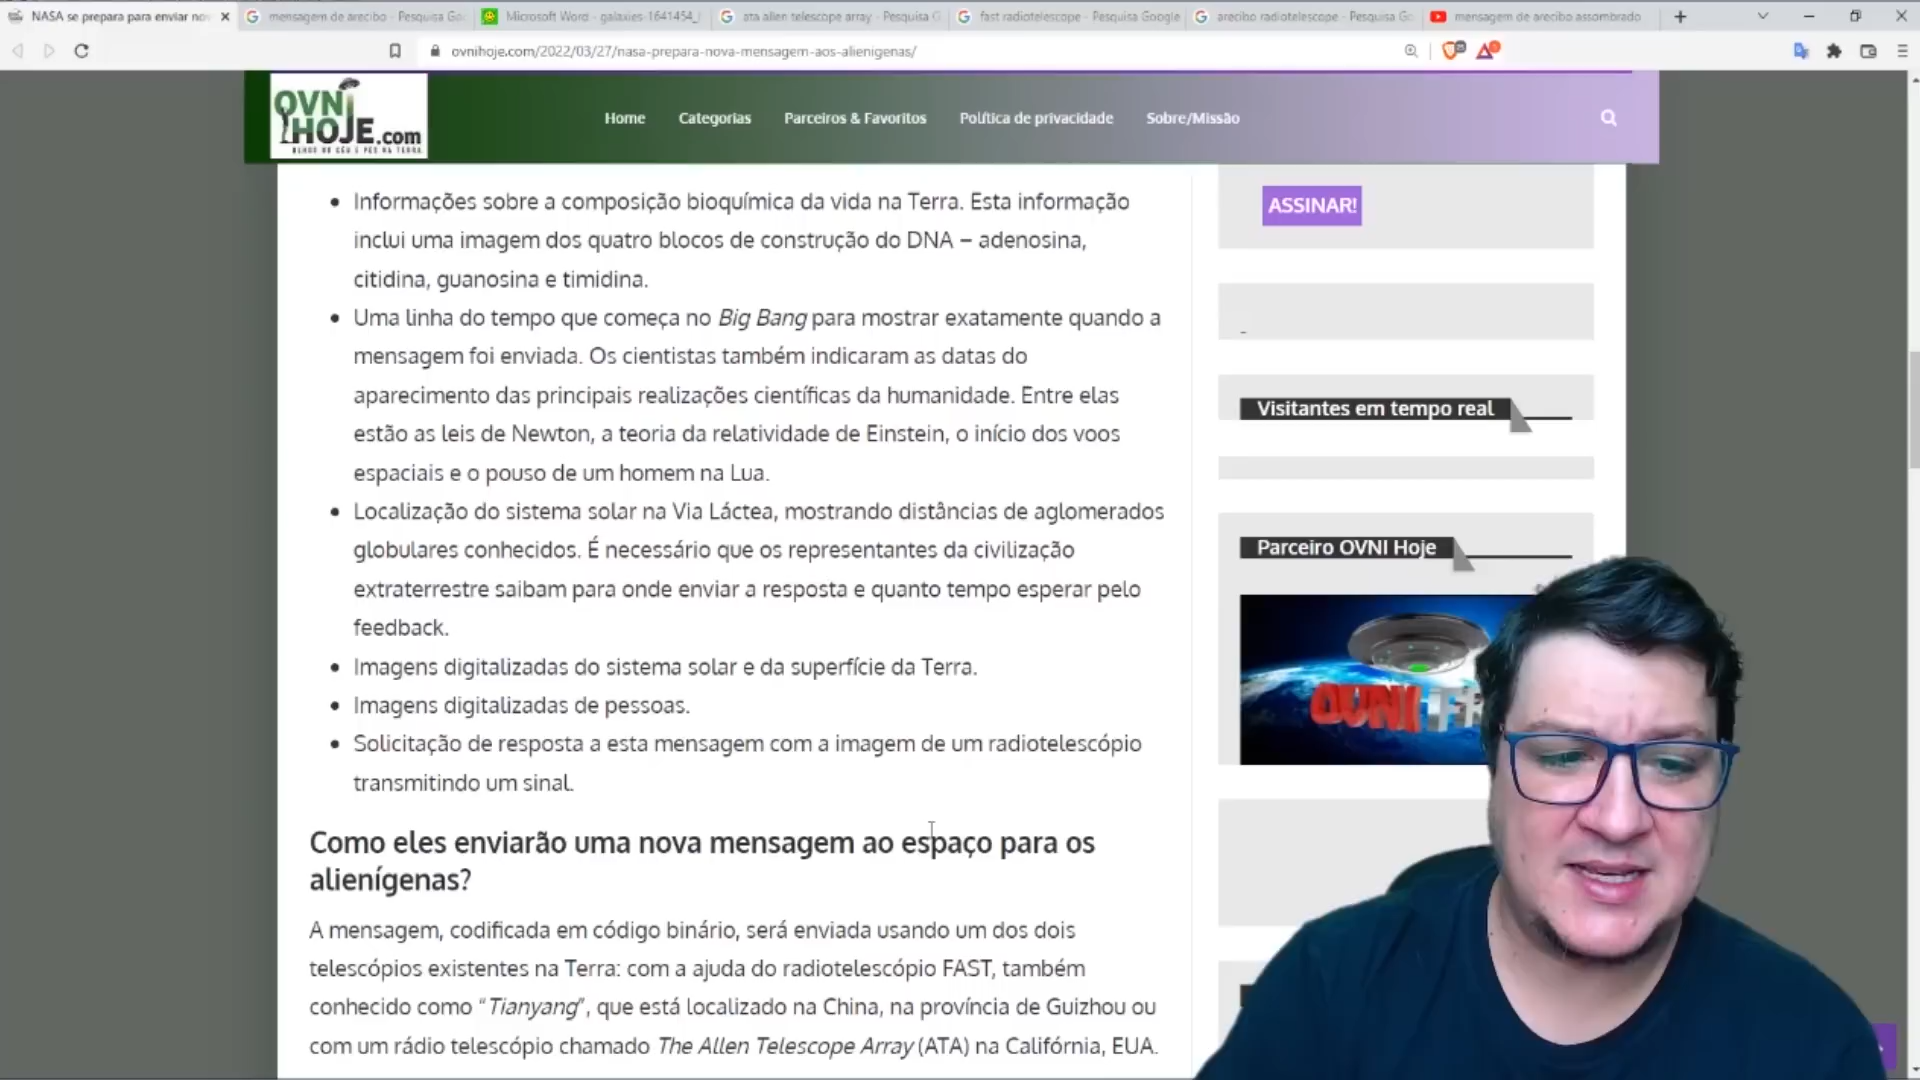 NASA se prepara para enviar nov
mensagem de arecibo - Pesquisa Goo
Microsoft Word - galaxies-1641454_
ata allen telescope array - Pesquisa G
fast radiotelescope - Pesquisa Google
arecibo radiotelescope - Pesquisa Go
mensagem de arecibo assombrado
ovnihoje.com/2022/03/27/nasa-prepara-nova-mensagem-aos-alienigenas/
OVNI
HOJE.com
OLHOS NO CÉU E PÉS NA TERRA
Home
Categorias
Parceiros & Favoritos
Política de privacidade
Sobre/Missão
Informações sobre a composição bioquímica da vida na Terra. Esta informação
inclui uma imagem dos quatro blocos de construção do DNA – adenosina,
citidina, guanosina e timidina.
Uma linha do tempo que começa no Big Bang para mostrar exatamente quando a
mensagem foi enviada. Os cientistas também indicaram as datas do
aparecimento das principais realizações científicas da humanidade. Entre elas
estão as leis de Newton, a teoria da relatividade de Einstein, o início dos voos
espaciais e o pouso de um homem na Lua.
Localização do sistema solar na Via Láctea, mostrando distâncias de aglomerados
globulares conhecidos. É necessário que os representantes da civilização
extraterrestre saibam para onde enviar a resposta e quanto tempo esperar pelo
feedback.
Imagens digitalizadas do sistema solar e da superfície da Terra.
Imagens digitalizadas de pessoas.
Solicitação de resposta a esta mensagem com a imagem de um radiotelescópio
transmitindo um sinal.
Como eles enviarão uma nova mensagem ao espaço para os
alienígenas?
A mensagem, codificada em código binário, será enviada usando um dos dois
telescópios existentes na Terra: com a ajuda do radiotelescópio FAST, também
conhecido como “Tianyang”, que está localizado na China, na província de Guizhou ou
com um rádio telescópio chamado The Allen Telescope Array (ATA) na Califórnia, EUA.
ASSINAR!
-
Visitantes em tempo real
Parceiro OVNI Hoje
OVNI